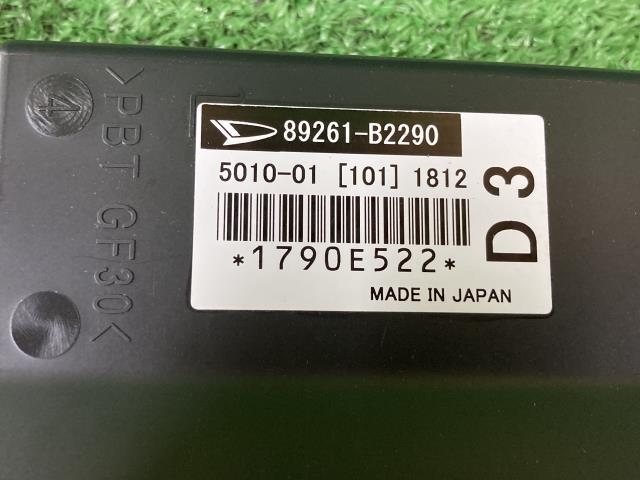 89261-B2290
5010-01 [101] 1812
*1790E522*
MADE IN JAPAN
D3
>PBT GF30<
4